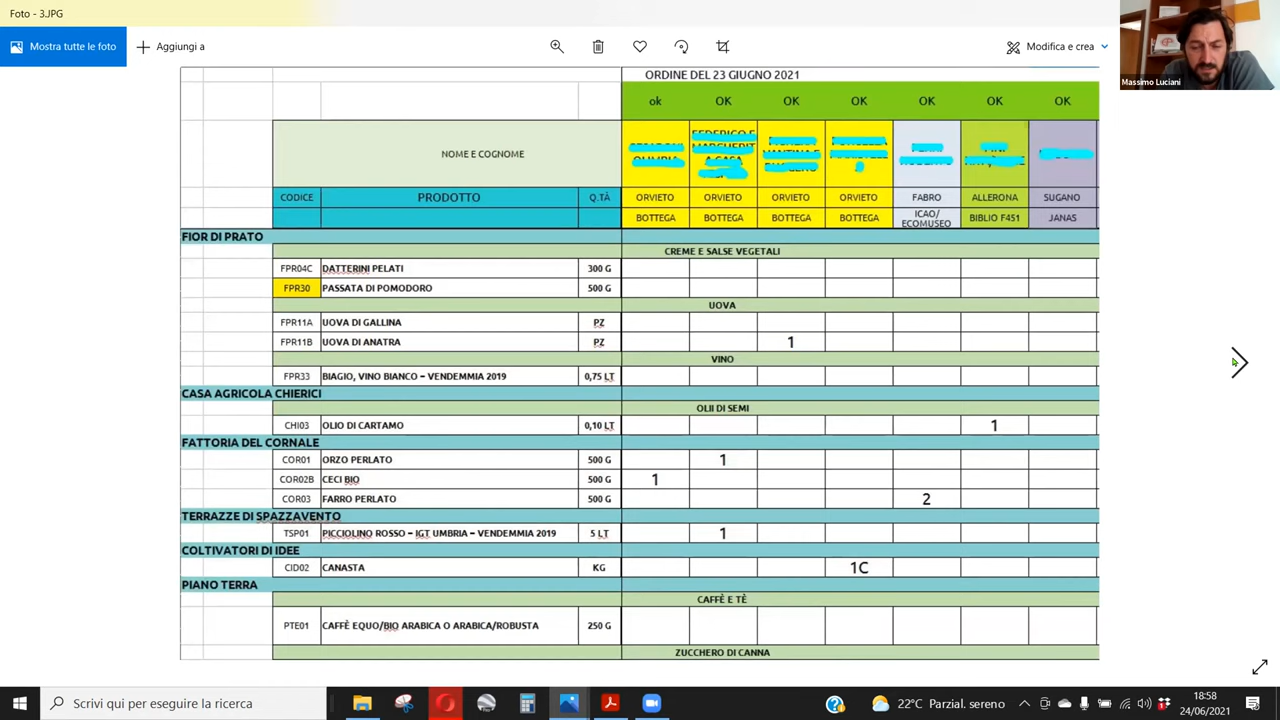 Foto - 3.JPG
Mostra tutte le foto
Aggiungi a
Modifica e crea
Massimo Luciani
ORDINE DEL 23 GIUGNO 2021
ok OK OK OK OK OK OK
NOME E COGNOME
CODICE PRODOTTO Q.TÀ ORVIETO ORVIETO ORVIETO ORVIETO FABRO ALLERONA SUGANO
BOTTEGA BOTTEGA BOTTEGA BOTTEGA ICAO/ ECOMUSEO BIBLIO F451 JANAS
FIOR DI PRATO
CREME E SALSE VEGETALI
FPR04C DATTERINI PELATI 300 G
FPR30 PASSATA DI POMODORO 500 G
UOVA
FPR11A UOVA DI GALLINA PZ
FPR11B UOVA DI ANATRA PZ 1
VINO
FPR33 BIAGIO, VINO BIANCO – VENDEMMIA 2019 0,75 LT
CASA AGRICOLA CHIERICI
OLII DI SEMI
CHI03 OLIO DI CARTAMO 0,10 LT 1
FATTORIA DEL CORNALE
COR01 ORZO PERLATO 500 G 1
COR02B CECI BIO 500 G 1
COR03 FARRO PERLATO 500 G 2
TERRAZZE DI SPAZZAVENTO
TSP01 PICCIOLINO ROSSO – IGT UMBRIA – VENDEMMIA 2019 5 LT 1
COLTIVATORI DI IDEE
CID02 CANASTA KG 1C
PIANO TERRA
CAFFÈ E TÈ
PTE01 CAFFÈ EQUO/BIO ARABICA O ARABICA/ROBUSTA 250 G
ZUCCHERO DI CANNA
Scrivi qui per eseguire la ricerca
22°C Parzial. sereno
18:58
24/06/2021